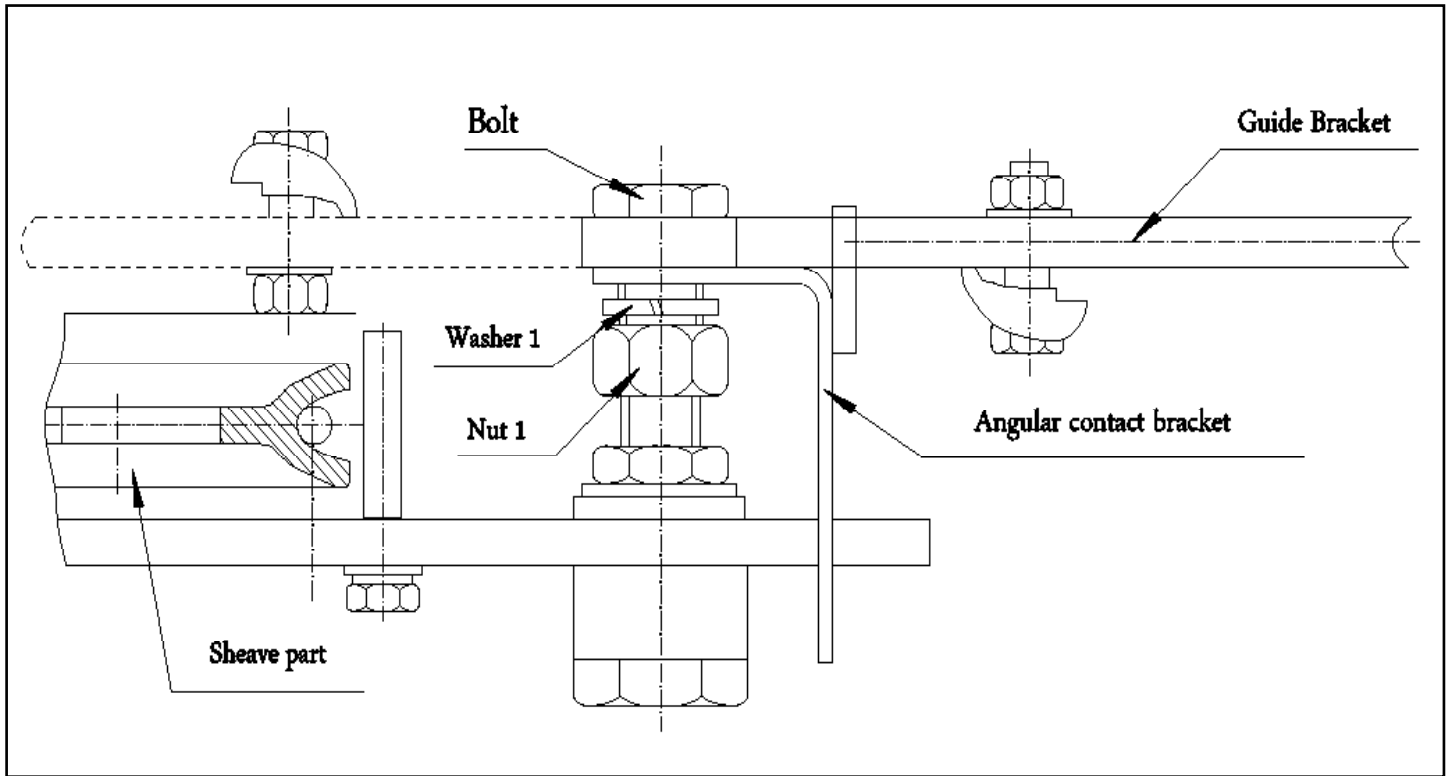 Bolt
Guide Bracket
Washer 1
Nut 1
Angular contact bracket
Sheave part